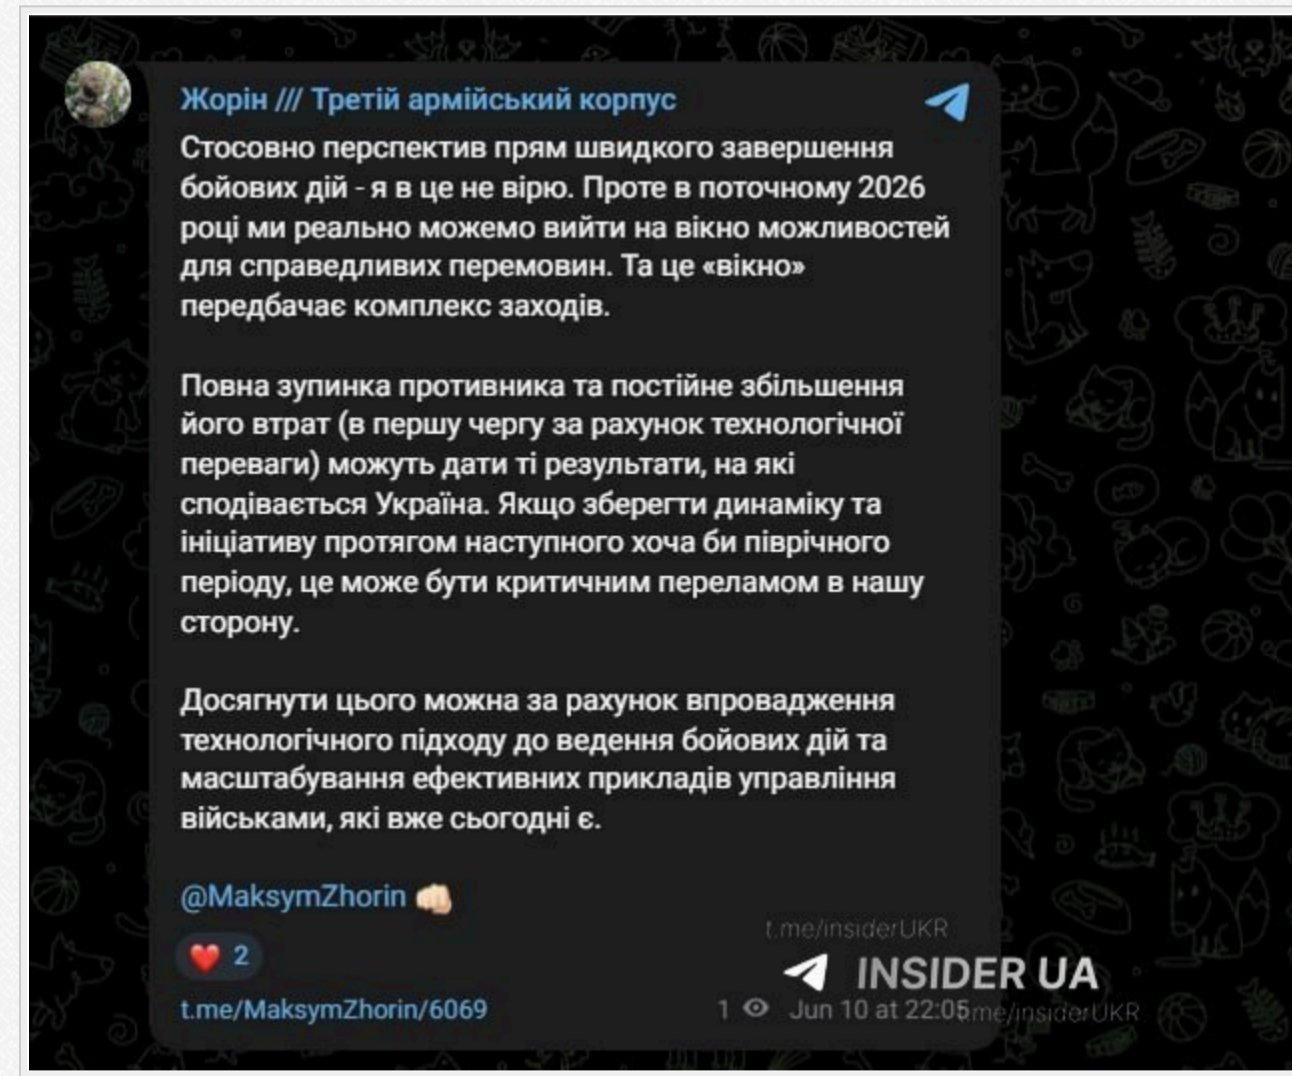 Жорін /// Третій армійський корпус
Стосовно перспектив прям швидкого завершення
бойових дій - я в це не вірю. Проте в поточному 2026
році ми реально можемо вийти на вікно можливостей
для справедливих перемовин. Та це «вікно»
передбачає комплекс заходів.
Повна зупинка противника та постійне збільшення
його втрат (в першу чергу за рахунок технологічної
переваги) можуть дати ті результати, на які
сподівається Україна. Якщо зберегти динаміку та
ініціативу протягом наступного хоча би піврічного
періоду, це може бути критичним переламом в нашу
сторону.
Досягнути цього можна за рахунок впровадження
технологічного підходу до ведення бойових дій та
масштабування ефективних прикладів управління
військами, які вже сьогодні є.
@MaksymZhorin 👊🏻
❤️ 2
t.me/insiderUKR
INSIDER UA
t.me/MaksymZhorin/6069
1 Jun 10 at 22:05
me/insiderUKR